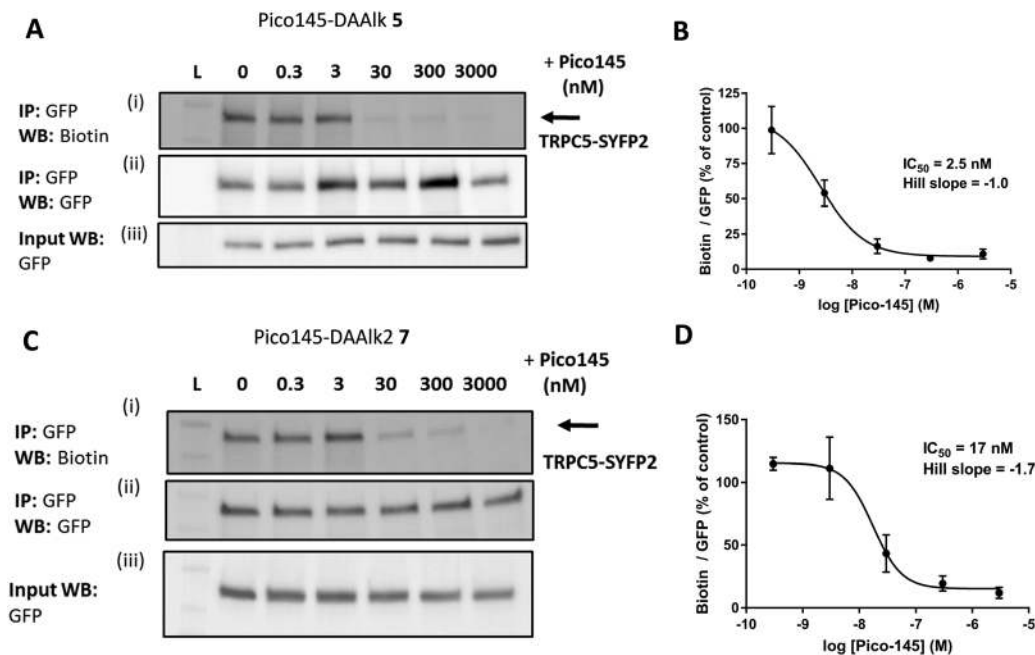 A
Pico145-DAAlk 5
L 0 0.3 3 30 300 3000
+ Pico145
(nM)
IP: GFP
WB: Biotin
(i)
TRPC5-SYFP2
IP: GFP
WB: GFP
(ii)
Input WB:
GFP
(iii)
B
Biotin / GFP (% of control)
125
100
75
50
25
0
-10 -9 -8 -7 -6 -5
log [Pico-145] (M)
IC50 = 2.5 nM
Hill slope = -1.0
C
Pico145-DAAlk2 7
L 0 0.3 3 30 300 3000
+ Pico145
(nM)
(i)
IP: GFP
WB: Biotin
TRPC5-SYFP2
(ii)
IP: GFP
WB: GFP
(iii)
Input WB:
GFP
D
Biotin / GFP (% of control)
150
100
50
0
-10 -9 -8 -7 -6 -5
log [Pico-145] (M)
IC50 = 17 nM
Hill slope = -1.7